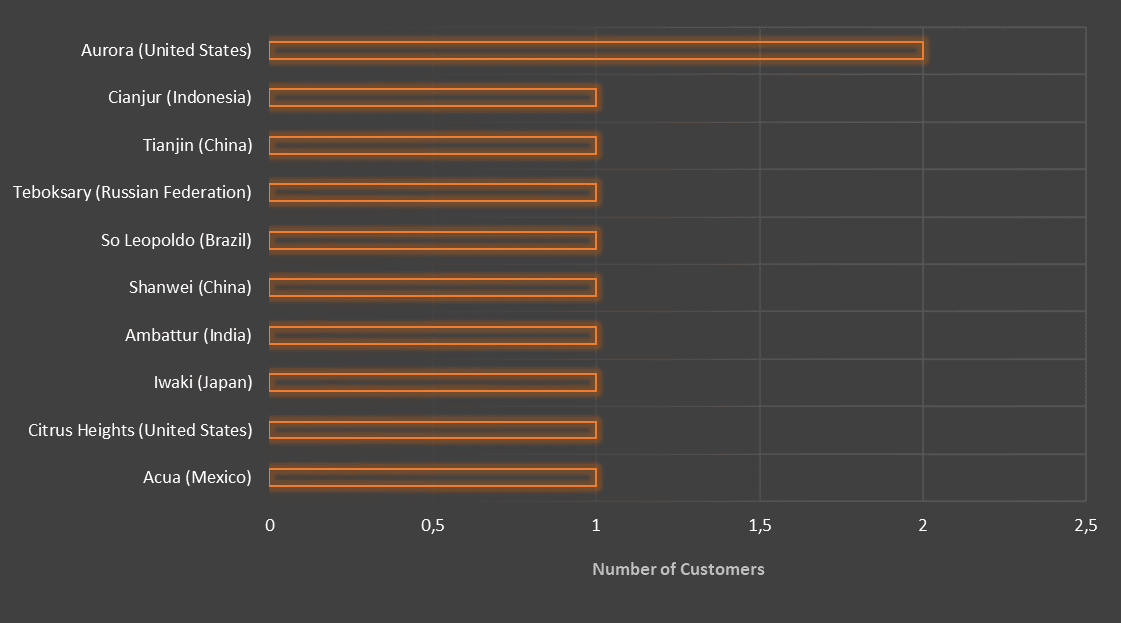 Aurora (United States)
Cianjur (Indonesia)
Tianjin (China)
Teboksary (Russian Federation)
So Leopoldo (Brazil)
Shanwei (China)
Ambattur (India)
Iwaki (Japan)
Citrus Heights (United States)
Acua (Mexico)
0 0,5 1 1,5 2 2,5
Number of Customers